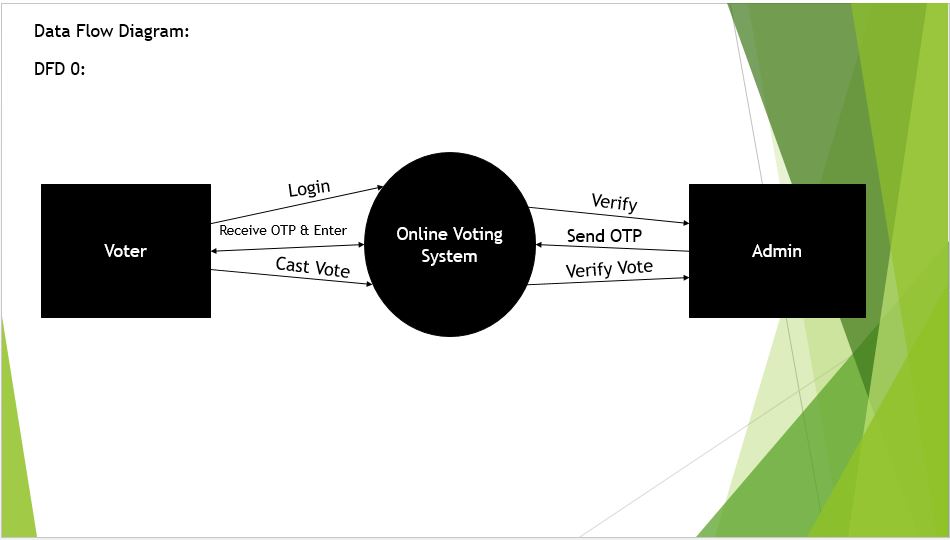 Data Flow Diagram:
DFD 0:
Login
Verify
Receive OTP & Enter
Send OTP
Voter
Online Voting
System
Admin
Cast Vote
Verify Vote